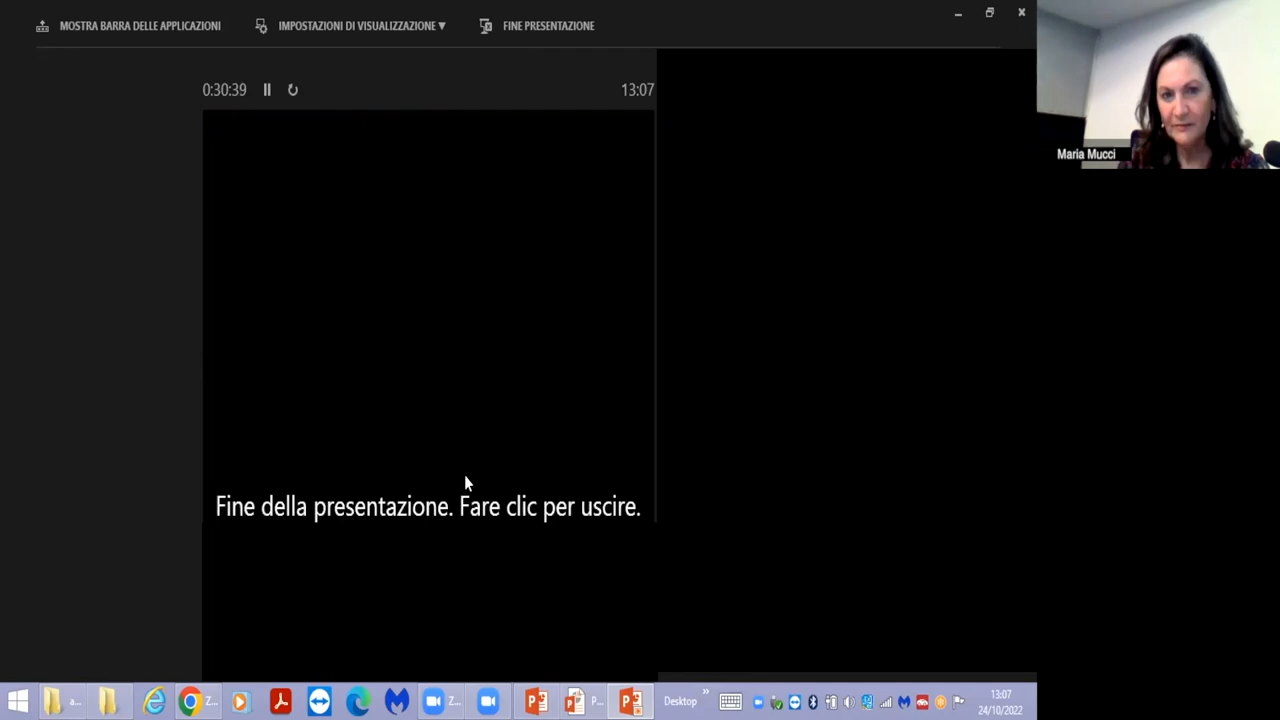 MOSTRA BARRA DELLE APPLICAZIONI
IMPOSTAZIONI DI VISUALIZZAZIONE ▼
FINE PRESENTAZIONE
0:30:39
13:07
Maria Mucci
Fine della presentazione. Fare clic per uscire.
a...
Z...
Z...
P...
Desktop
13:07
24/10/2022